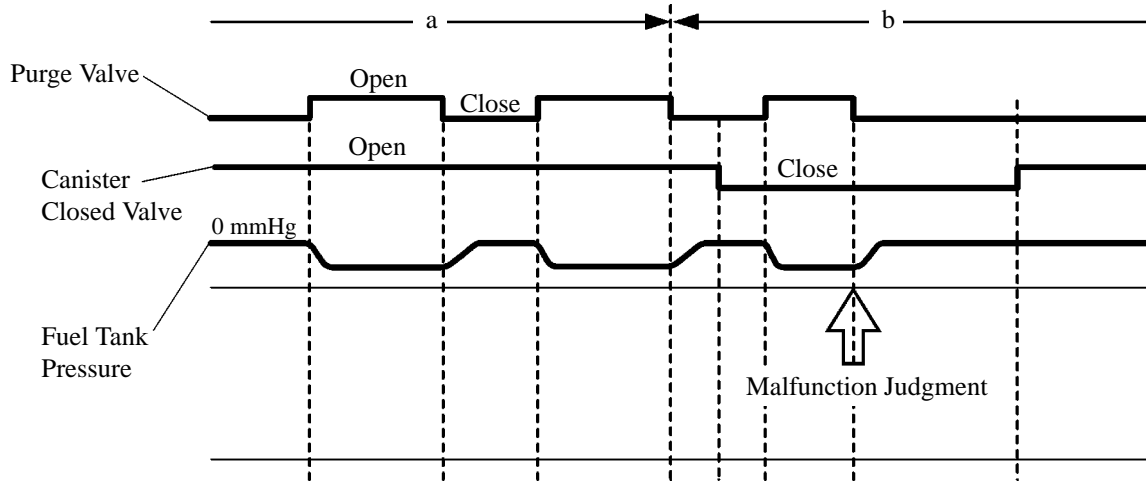 a
b
Purge Valve
Open
Close
Open
Canister
Closed Valve
Close
0 mmHg
Fuel Tank
Pressure
Malfunction Judgment